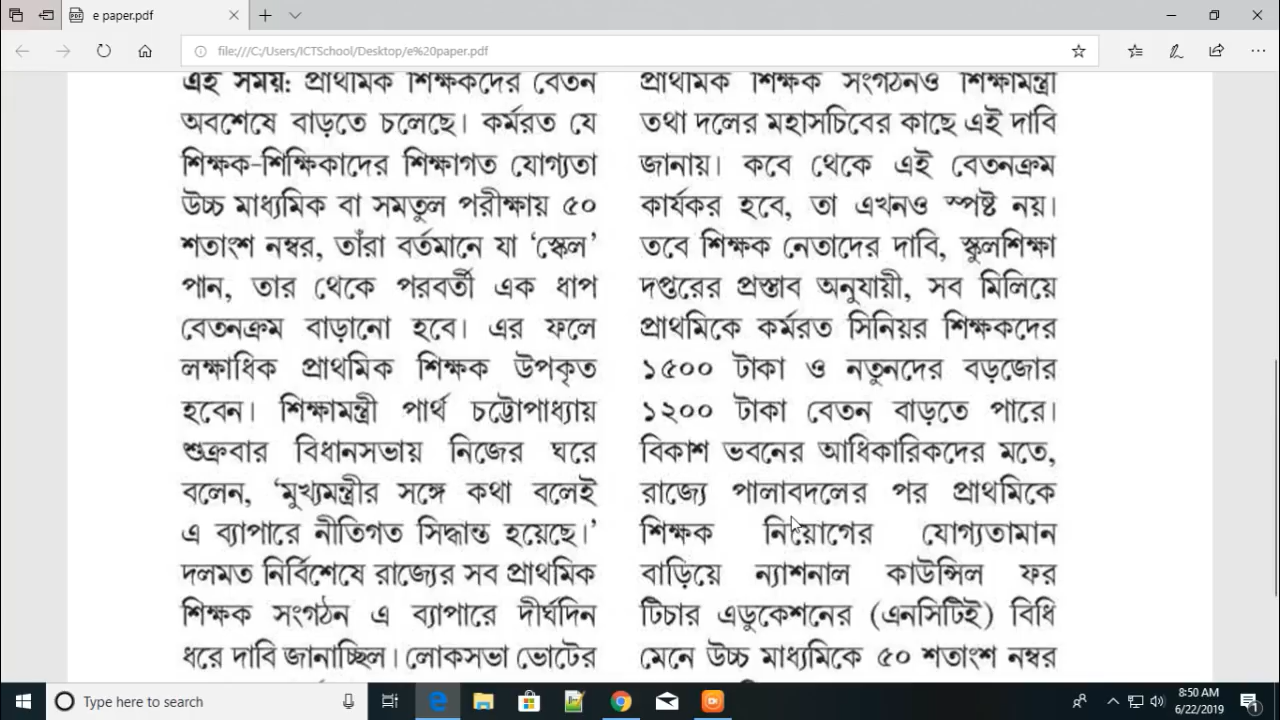 e paper.pdf
file:///C:/Users/ICTSchool/Desktop/e%20paper.pdf
এই সময়: প্রাথমিক শিক্ষকদের বেতন
অবশেষে বাড়তে চলেছে। কর্মরত যে
শিক্ষক-শিক্ষিকাদের শিক্ষাগত যোগ্যতা
উচ্চ মাধ্যমিক বা সমতুল পরীক্ষায় ৫০
শতাংশ নম্বর, তাঁরা বর্তমানে যা ‘স্কেল’
পান, তার থেকে পরবর্তী এক ধাপ
বেতনক্রম বাড়ানো হবে। এর ফলে
লক্ষাধিক প্রাথমিক শিক্ষক উপকৃত
হবেন। শিক্ষামন্ত্রী পার্থ চট্টোপাধ্যায়
শুক্রবার বিধানসভায় নিজের ঘরে
বলেন, ‘মুখ্যমন্ত্রীর সঙ্গে কথা বলেই
এ ব্যাপারে নীতিগত সিদ্ধান্ত হয়েছে।’
দলমত নির্বিশেষে রাজ্যের সব প্রাথমিক
শিক্ষক সংগঠন এ ব্যাপারে দীর্ঘদিন
ধরে দাবি জানাচ্ছিল। লোকসভা ভোটের
প্রাথমিক শিক্ষক সংগঠনও শিক্ষামন্ত্রী
তথা দলের মহাসচিবের কাছে এই দাবি
জানায়। কবে থেকে এই বেতনক্রম
কার্যকর হবে, তা এখনও স্পষ্ট নয়।
তবে শিক্ষক নেতাদের দাবি, স্কুলশিক্ষা
দপ্তরের প্রস্তাব অনুযায়ী, সব মিলিয়ে
প্রাথমিকে কর্মরত সিনিয়র শিক্ষকদের
১৫০০ টাকা ও নতুনদের বড়জোর
১২০০ টাকা বেতন বাড়তে পারে।
বিকাশ ভবনের আধিকারিকদের মতে,
রাজ্যে পালাবদলের পর প্রাথমিকে
শিক্ষক নিয়োগের যোগ্যতামান
বাড়িয়ে ন্যাশনাল কাউন্সিল ফর
টিচার এডুকেশনের (এনসিটিই) বিধি
মেনে উচ্চ মাধ্যমিকে ৫০ শতাংশ নম্বর
Type here to search
8:50 AM
6/22/2019
1